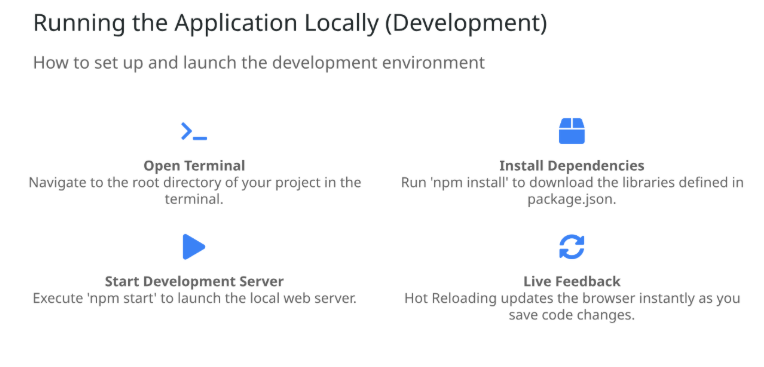 Running the Application Locally (Development)
How to set up and launch the development environment
Open Terminal
Navigate to the root directory of your project in the
terminal.
Install Dependencies
Run 'npm install' to download the libraries defined in
package.json.
Start Development Server
Execute 'npm start' to launch the local web server.
Live Feedback
Hot Reloading updates the browser instantly as you
save code changes.